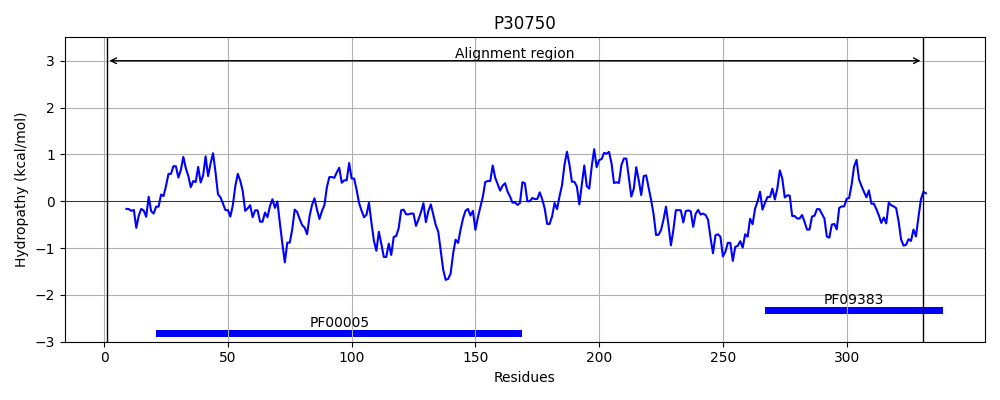 P30750
Hydropathy (kcal/mol)
3
2
1
0
−1
−2
−3
Alignment region
PF09383
PF00005
0
50
100
150
200
250
300
Residues